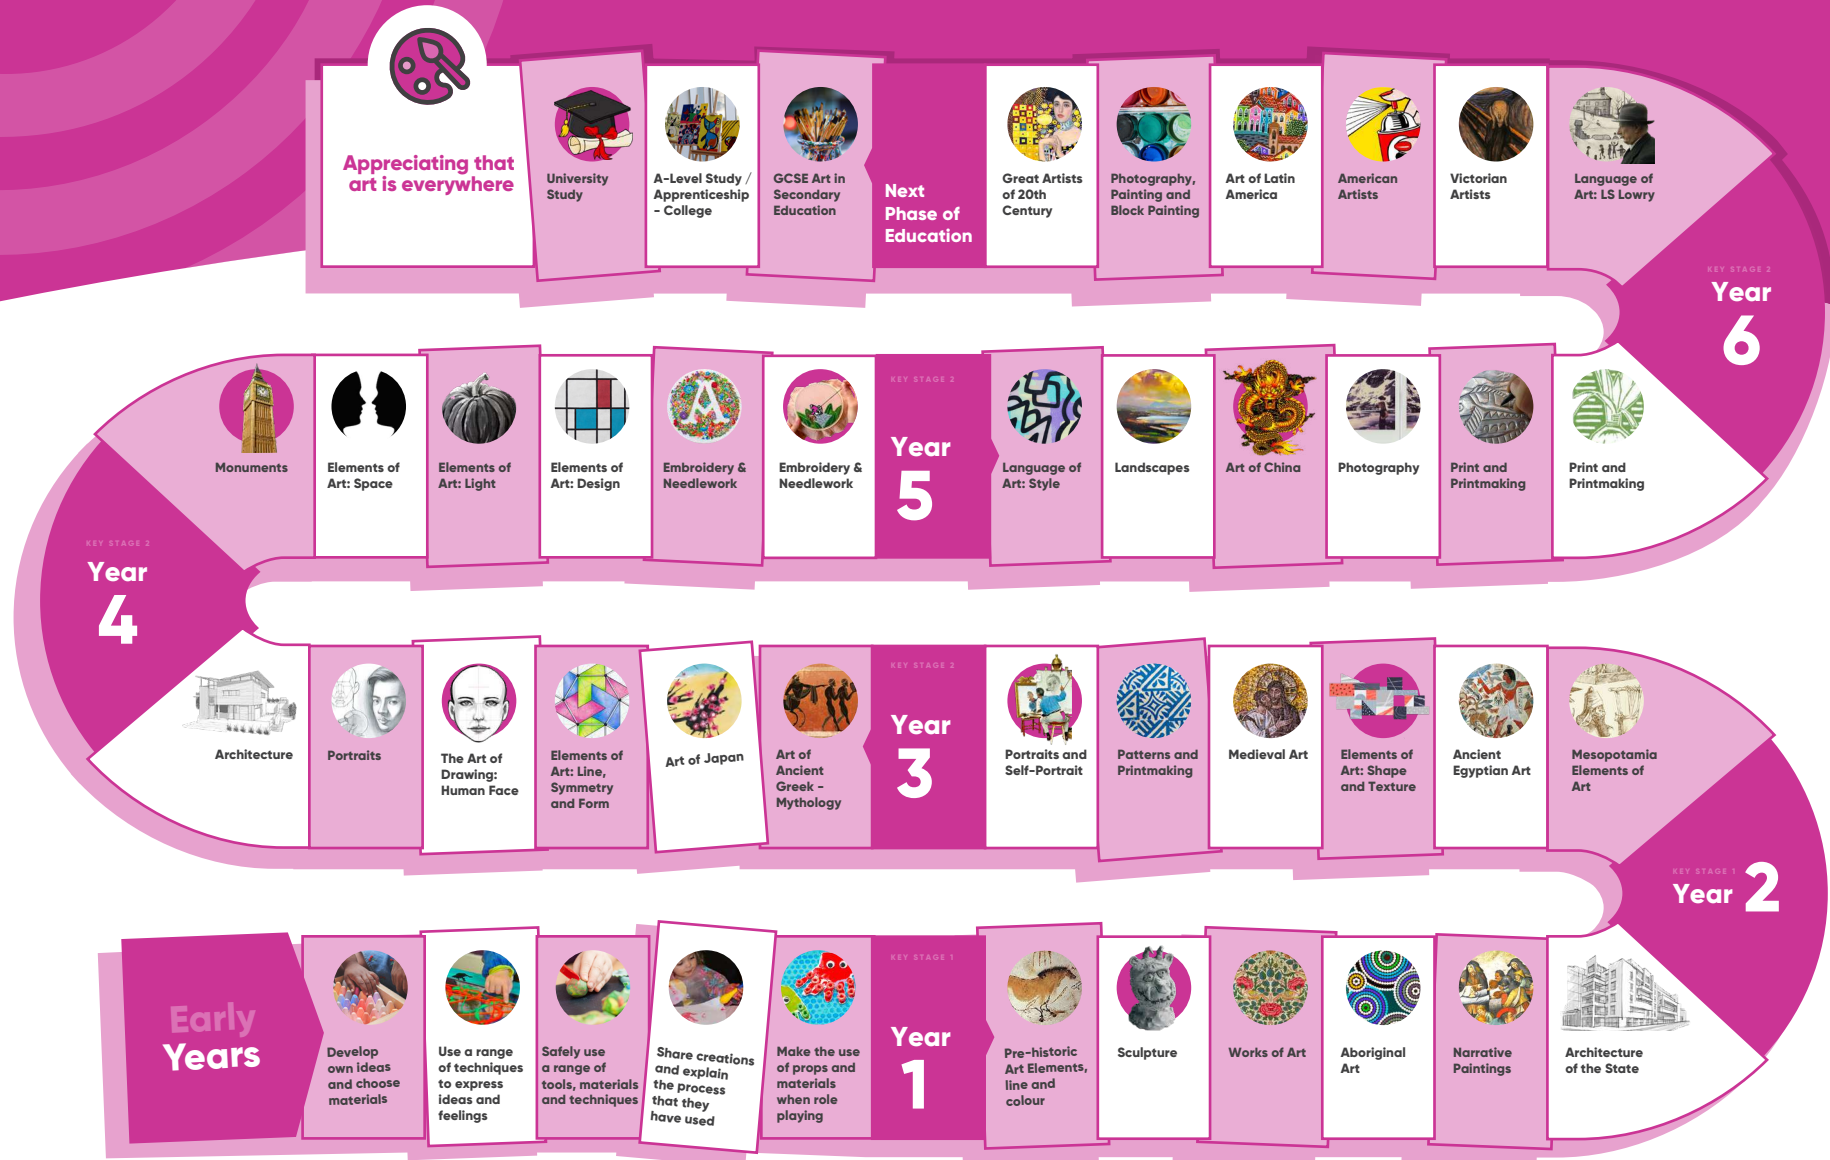 Appreciating that
art is everywhere
University
Study
A-Level Study /
Apprenticeship
- College
GCSE Art in
Secondary
Education
Next
Phase of
Education
Great Artists
of 20th
Century
Photography,
Painting and
Block Painting
Art of Latin
America
American
Artists
Victorian
Artists
Language of
Art: LS Lowry
KEY STAGE 2
Year
6
Monuments
Elements of
Art: Space
Elements of
Art: Light
Elements of
Art: Design
A
Embroidery &
Needlework
Embroidery &
Needlework
KEY STAGE 2
Year
5
Language of
Art: Style
Landscapes
Art of China
Photography
Print and
Printmaking
Print and
Printmaking
KEY STAGE 2
Year
4
Architecture
Portraits
The Art of
Drawing:
Human Face
Elements of
Art: Line,
Symmetry
and Form
Art of Japan
Art of
Ancient
Greek -
Mythology
KEY STAGE 2
Year
3
Portraits and
Self-Portrait
Patterns and
Printmaking
Medieval Art
Elements of
Art: Shape
and Texture
Ancient
Egyptian Art
Mesopotamia
Elements of
Art
KEY STAGE 1
Year 2
Early
Years
Develop
own ideas
and choose
materials
Use a range
of techniques
to express
ideas and
feelings
Safely use
a range of
tools, materials
and techniques
Share creations
and explain
the process
that they
have used
Make the use
of props and
materials
when role
playing
KEY STAGE 1
Year
1
Pre-historic
Art Elements,
line and
colour
Sculpture
Works of Art
Aboriginal
Art
Narrative
Paintings
Architecture
of the State